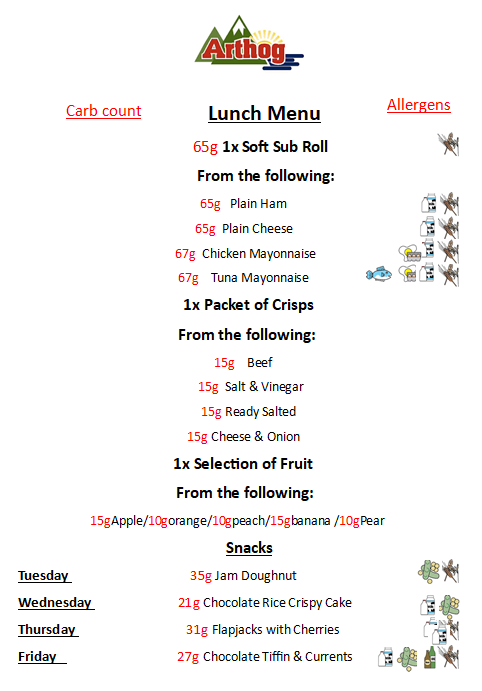 Arthog
Carb count
Lunch Menu
Allergens
65g 1x Soft Sub Roll
From the following:
65g Plain Ham
65g Plain Cheese
67g Chicken Mayonnaise
67g Tuna Mayonnaise
1x Packet of Crisps
From the following:
15g Beef
15g Salt & Vinegar
15g Ready Salted
15g Cheese & Onion
1x Selection of Fruit
From the following:
15gApple/10gorange/10gpeach/15gbanana /10gPear
Snacks
Tuesday 35g Jam Doughnut
Wednesday 21g Chocolate Rice Crispy Cake
Thursday 31g Flapjacks with Cherries
Friday 27g Chocolate Tiffin & Currents